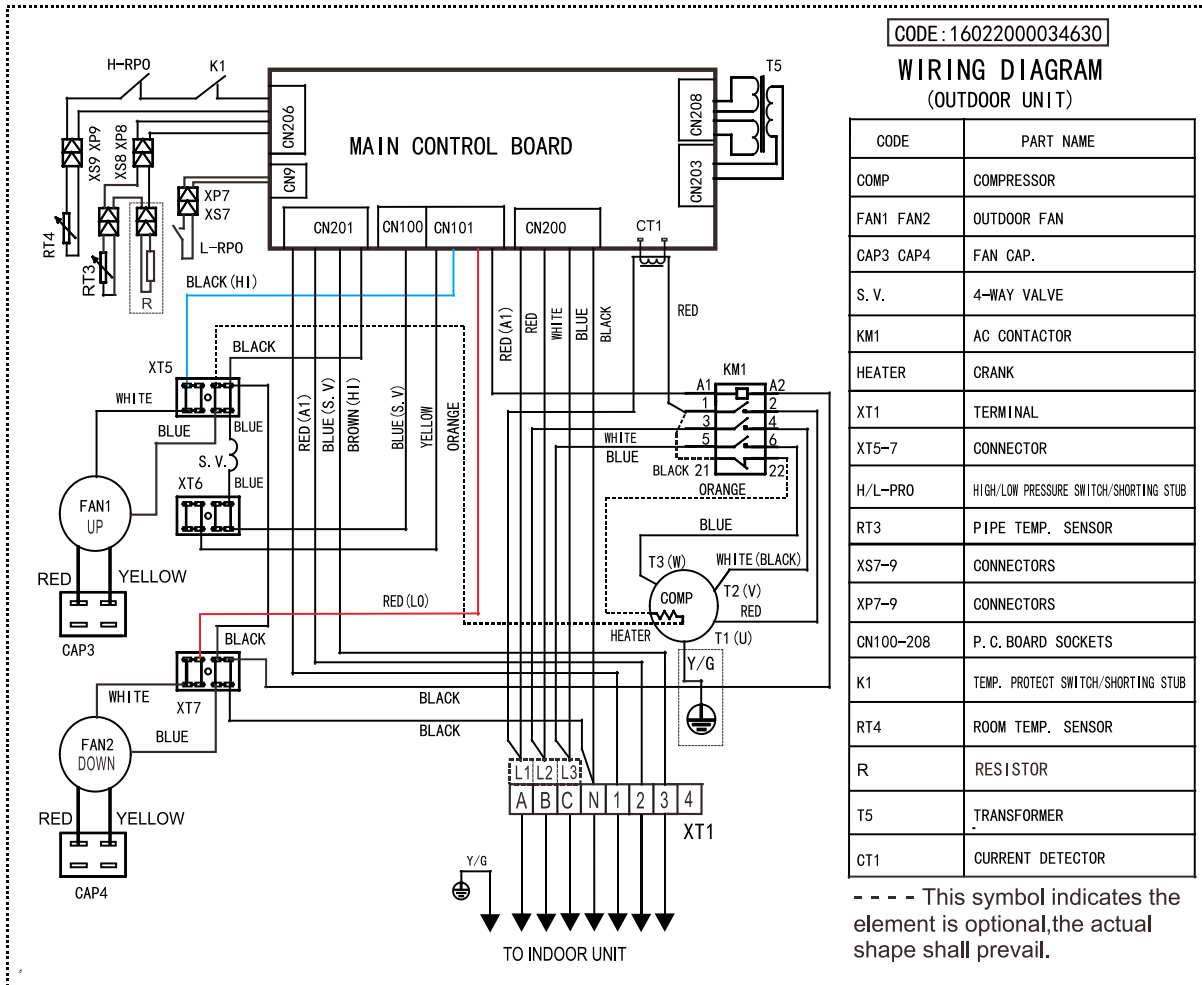 CODE:16022000034630
WIRING DIAGRAM
(OUTDOOR UNIT)
CODE PART NAME
COMP COMPRESSOR
FAN1 FAN2 OUTDOOR FAN
CAP3 CAP4 FAN CAP.
S.V. 4-WAY VALVE
KM1 AC CONTACTOR
HEATER CRANK
XT1 TERMINAL
XT5-7 CONNECTOR
H/L-PRO HIGH/LOW PRESSURE SWITCH/SHORTING STUB
RT3 PIPE TEMP. SENSOR
XS7-9 CONNECTORS
XP7-9 CONNECTORS
CN100-208 P.C.BOARD SOCKETS
K1 TEMP. PROTECT SWITCH/SHORTING STUB
RT4 ROOM TEMP. SENSOR
R RESISTOR
T5 TRANSFORMER
CT1 CURRENT DETECTOR
---- This symbol indicates the
element is optional,the actual
shape shall prevail.
H-RPO
K1
T5
CN206
CN208
MAIN CONTROL BOARD
XS9 XP9
XS8 XP8
CN9
CN203
XP7
XS7
CN201
CN100
CN101
CN200
CT1
RT4
RT3
R
L-RPO
BLACK(HI)
RED(A1)
RED
WHITE
BLUE
BLACK
RED
BLACK
XT5
KM1
A1
A2
WHITE
1
2
BLUE
BLUE
RED(A1)
BLUE(S.V)
BROWN(HI)
BLUE(S.V)
YELLOW
ORANGE
3
4
WHITE
5
6
BLUE
S.V.
BLACK
21
22
XT6
BLUE
ORANGE
FAN1
UP
BLUE
T3(W)
WHITE(BLACK)
RED
YELLOW
COMP
T2(V)
RED(LO)
RED
HEATER
T1(U)
BLACK
CAP3
Y/G
WHITE
XT7
BLACK
BLUE
BLACK
FAN2
DOWN
L1
L2
L3
A
B
C
N
1
2
3
4
RED
YELLOW
XT1
Y/G
CAP4
TO INDOOR UNIT